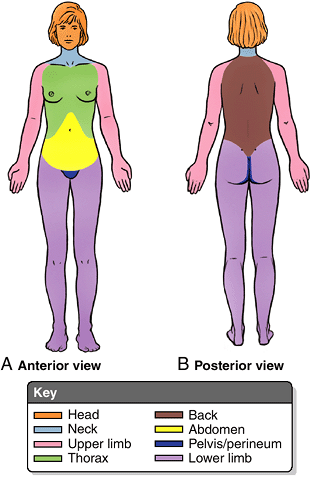 A Anterior view
B Posterior view
Key
Head
Neck
Upper limb
Thorax
Back
Abdomen
Pelvis/perineum
Lower limb